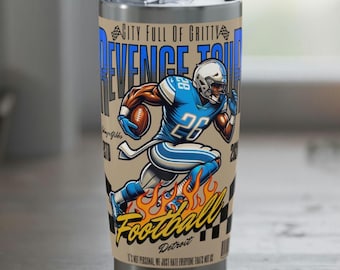 City Full Of Gritty
REVENGE TOUR
28
26
Football
Detroit
IT'S NOT PERSONAL, WE JUST HATE EVERYONE THAT'S NOT US